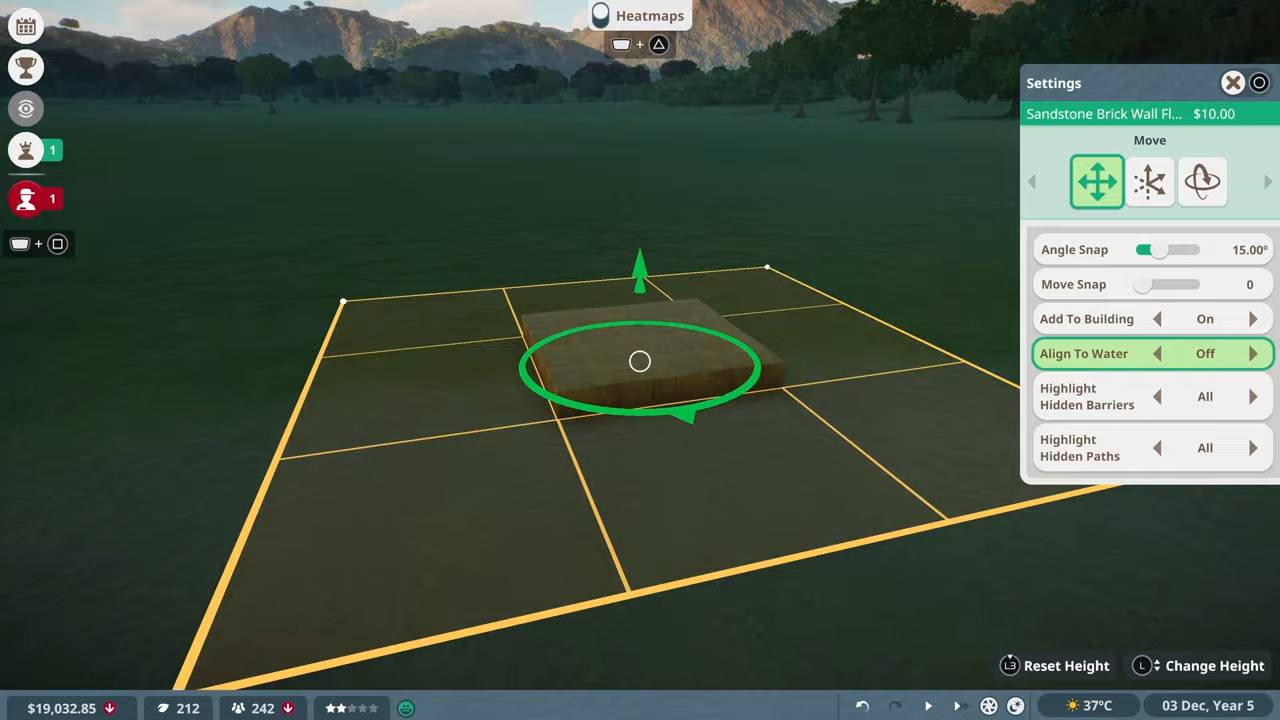 Heatmaps
+
1
1
+
Settings
Sandstone Brick Wall Fl... $10.00
Move
Angle Snap 15.00°
Move Snap 0
Add To Building On
Align To Water Off
Highlight
Hidden Barriers All
Highlight
Hidden Paths All
L3 Reset Height L Change Height
$19,032.85 212 242 37°C 03 Dec, Year 5